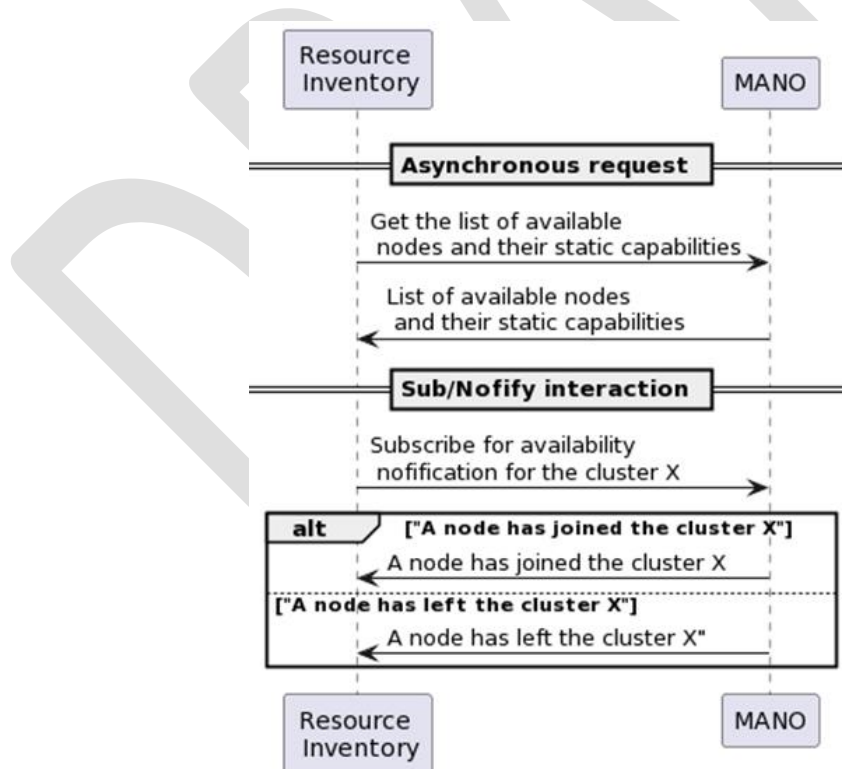 Resource
Inventory
MANO
Asynchronous request
Get the list of available
nodes and their static capabilities
List of available nodes
and their static capabilities
Sub/Nofify interaction
Subscribe for availability
nofification for the cluster X
alt
["A node has joined the cluster X"]
A node has joined the cluster X
["A node has left the cluster X"]
A node has left the cluster X"
Resource
Inventory
MANO